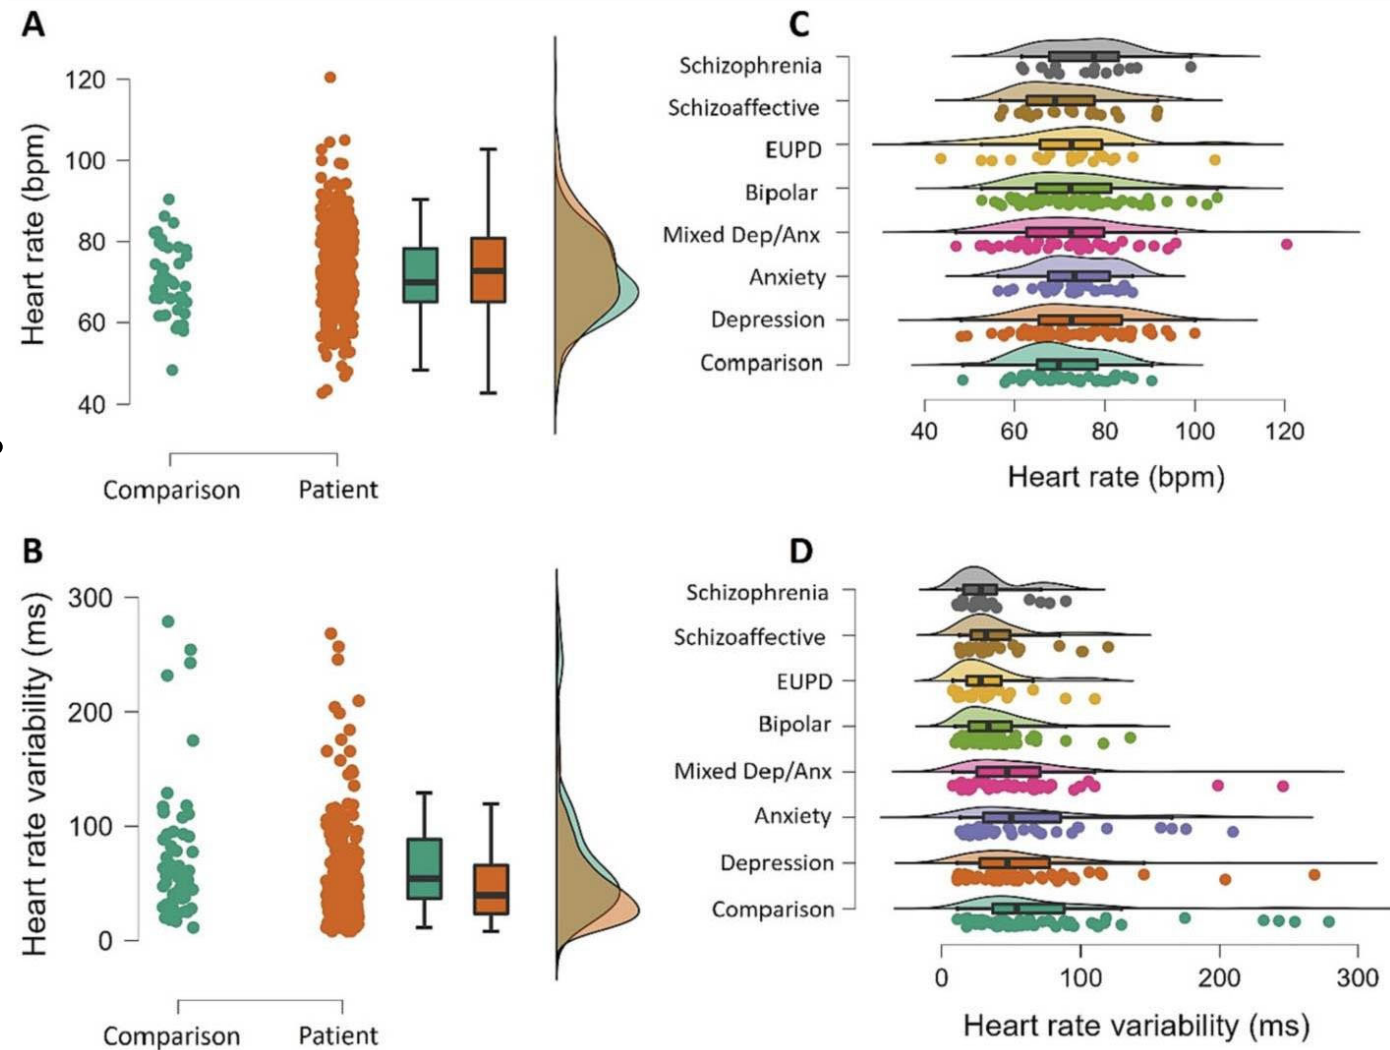 A
Heart rate (bpm)
120
100
80
60
40
Comparison Patient
C
Schizophrenia
Schizoaffective
EUPD
Bipolar
Mixed Dep/Anx
Anxiety
Depression
Comparison
40 60 80 100 120
Heart rate (bpm)
B
Heart rate variability (ms)
300
200
100
0
Comparison Patient
D
Schizophrenia
Schizoaffective
EUPD
Bipolar
Mixed Dep/Anx
Anxiety
Depression
Comparison
0 100 200 300
Heart rate variability (ms)